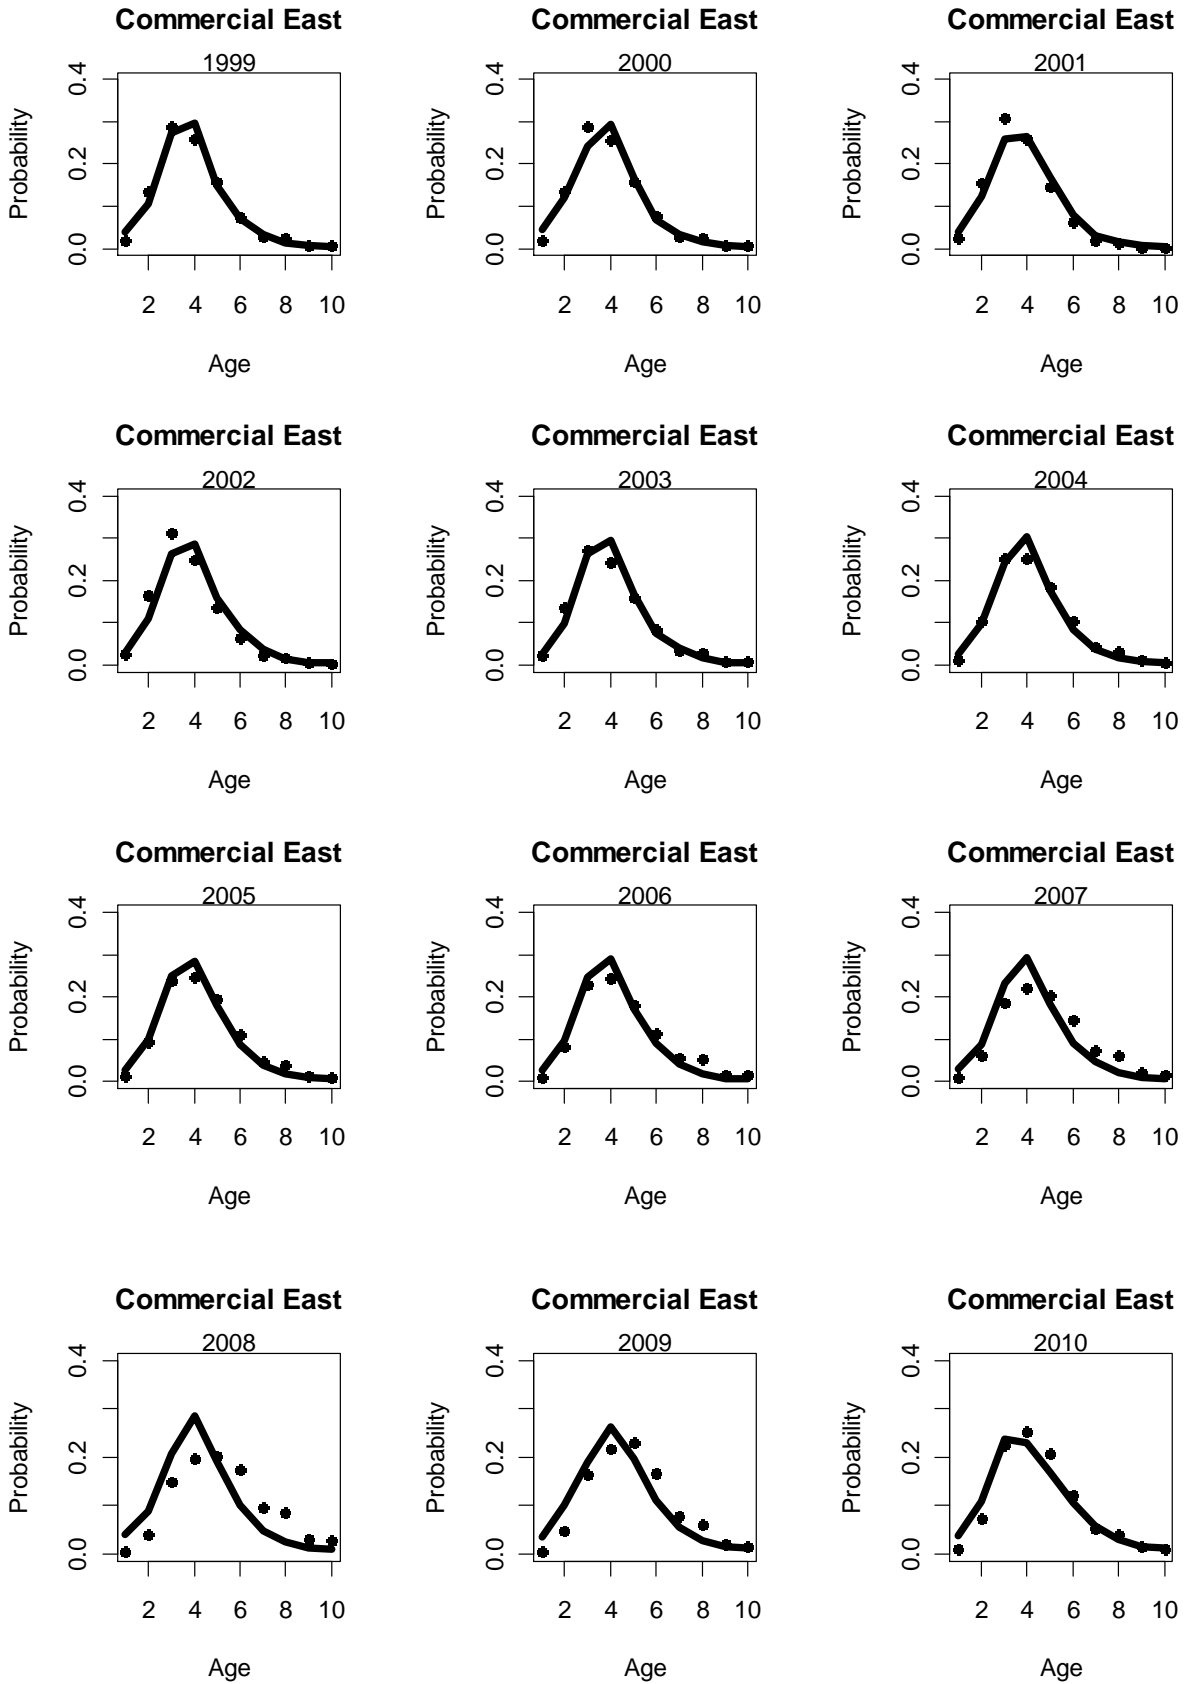 Commercial East Commercial East Commercial East
1999 2000 2001
Probability Probability Probability
0.4 0.4 0.4
0.2 0.2 0.2
0.0 0.0 0.0
2 4 6 8 10 2 4 6 8 10 2 4 6 8 10
Age Age Age
Commercial East Commercial East Commercial East
2002 2003 2004
Probability Probability Probability
0.4 0.4 0.4
0.2 0.2 0.2
0.0 0.0 0.0
2 4 6 8 10 2 4 6 8 10 2 4 6 8 10
Age Age Age
Commercial East Commercial East Commercial East
2005 2006 2007
Probability Probability Probability
0.4 0.4 0.4
0.2 0.2 0.2
0.0 0.0 0.0
2 4 6 8 10 2 4 6 8 10 2 4 6 8 10
Age Age Age
Commercial East Commercial East Commercial East
2008 2009 2010
Probability Probability Probability
0.4 0.4 0.4
0.2 0.2 0.2
0.0 0.0 0.0
2 4 6 8 10 2 4 6 8 10 2 4 6 8 10
Age Age Age